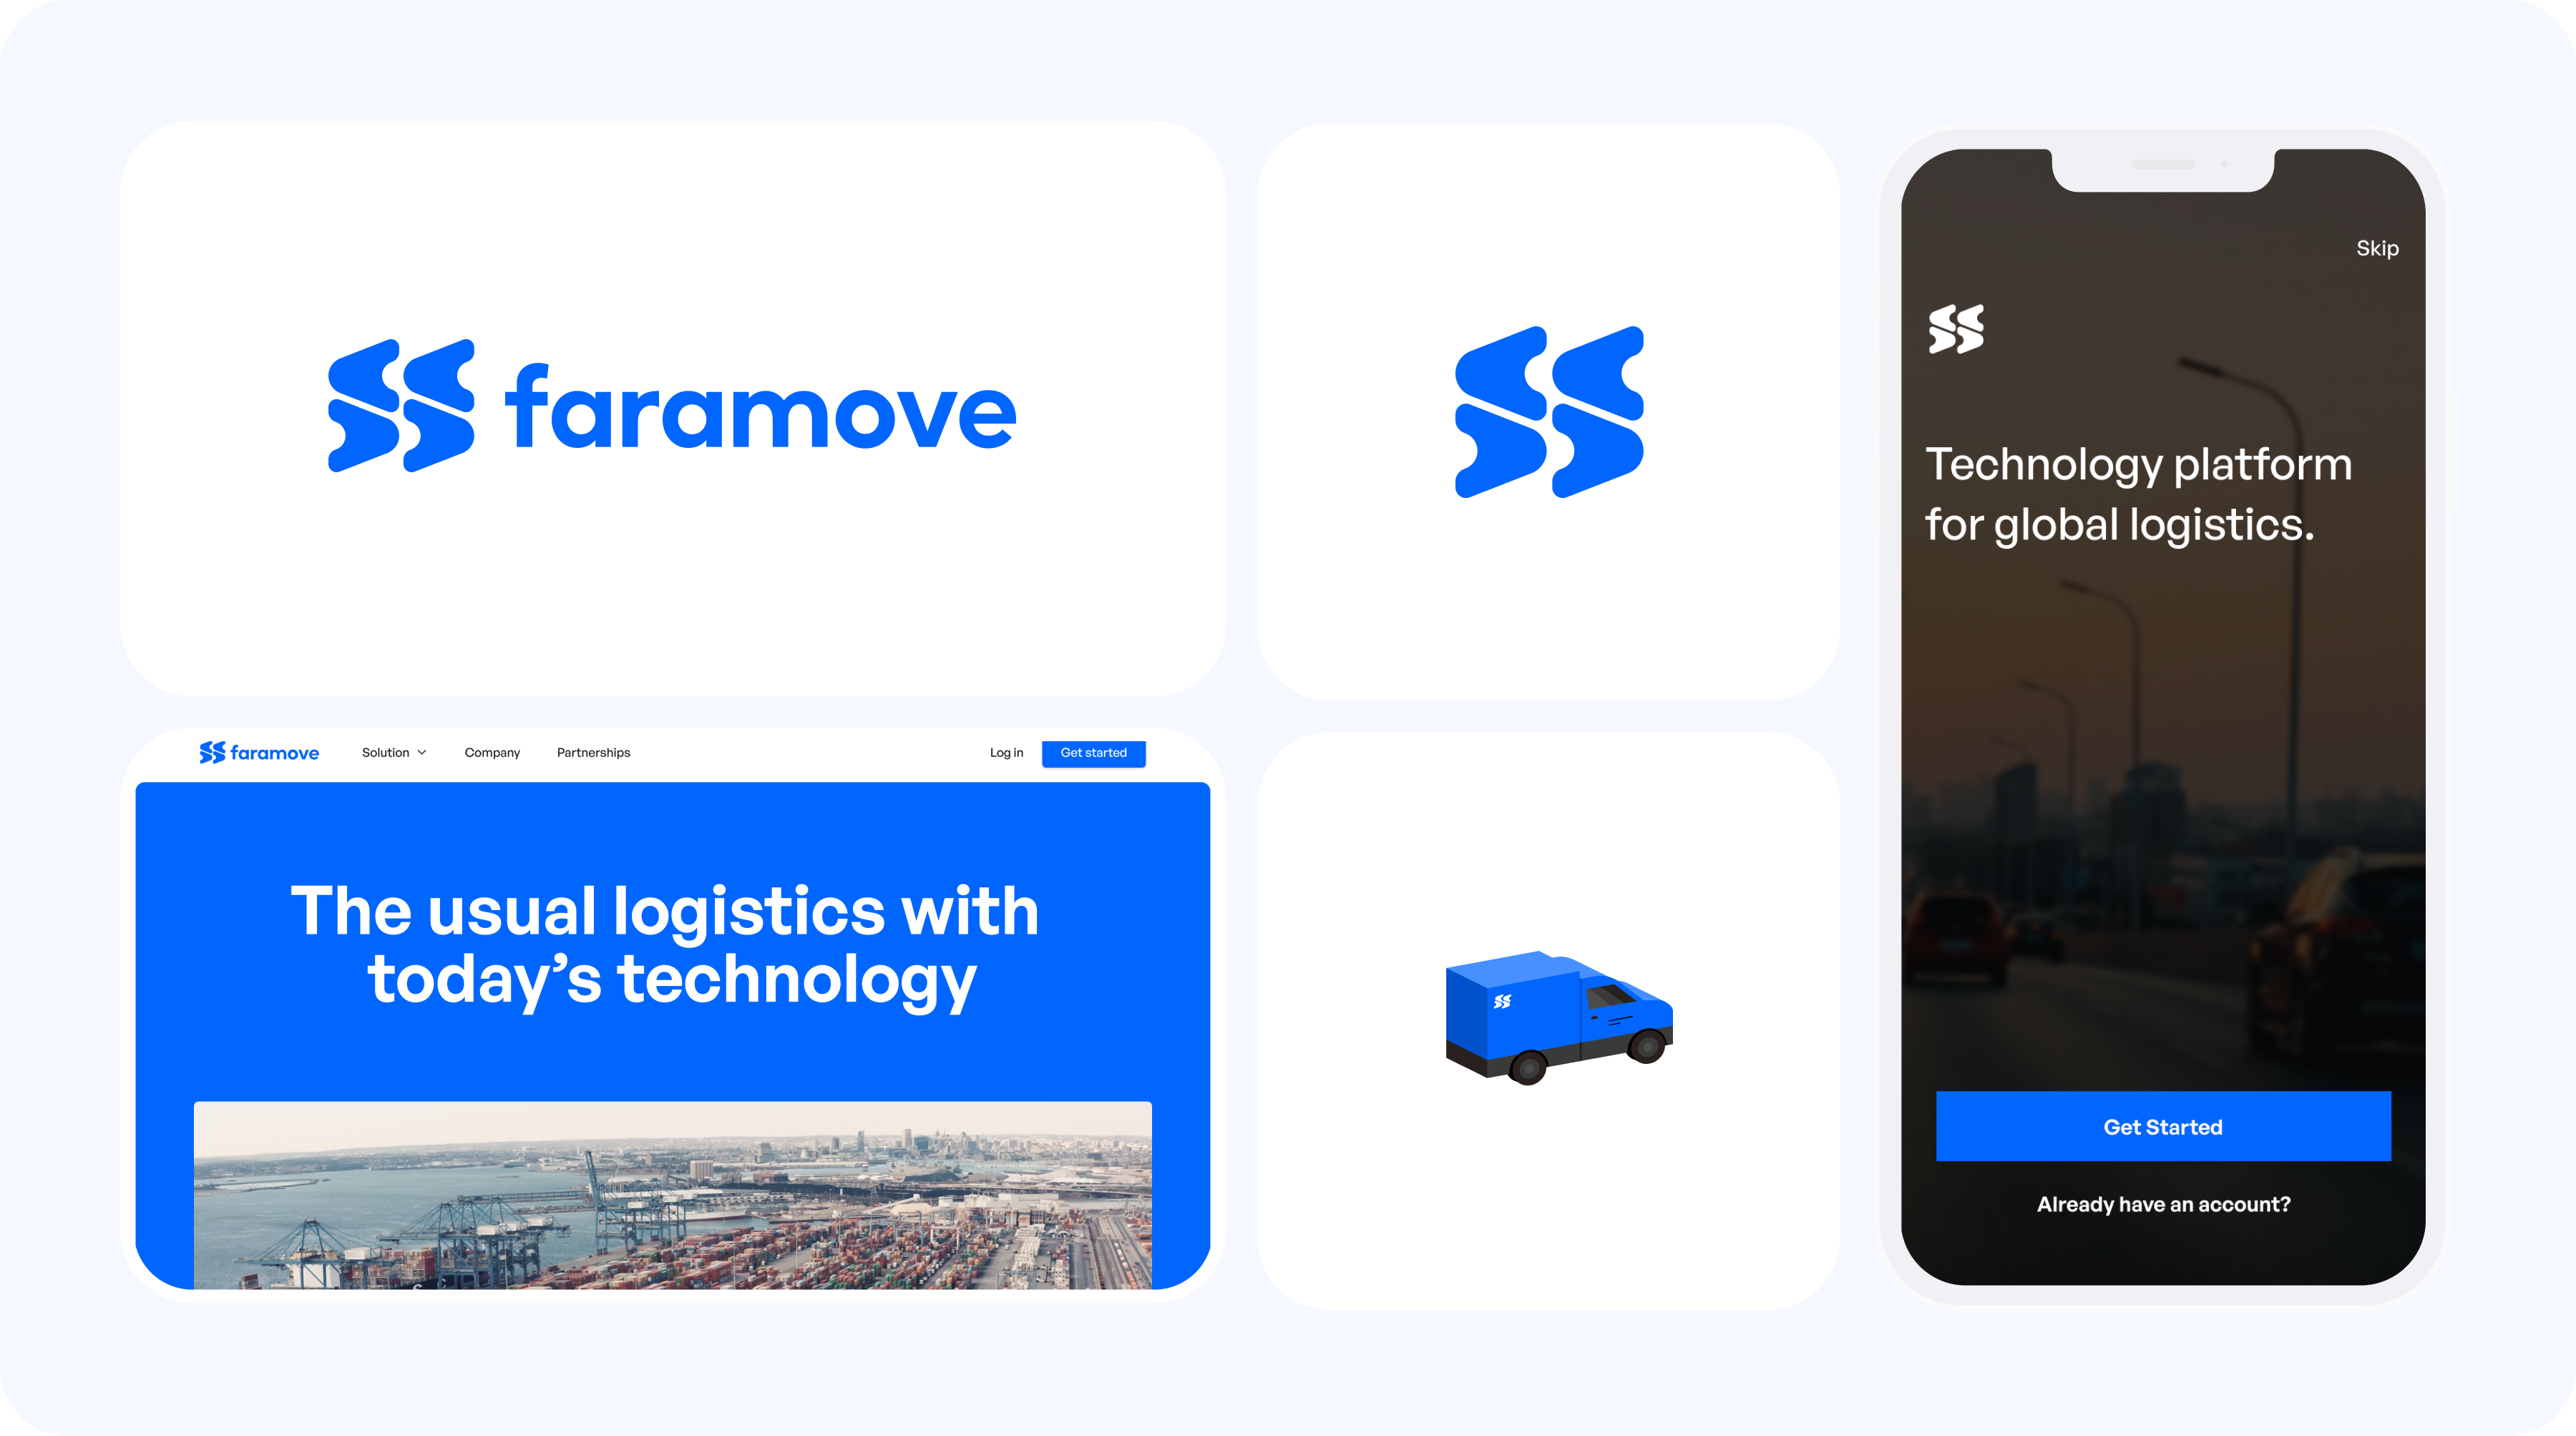 faramove
faramove
Solution
Company
Partnerships
Log in
Get started
The usual logistics with
today’s technology
Skip
Technology platform
for global logistics.
Get Started
Already have an account?